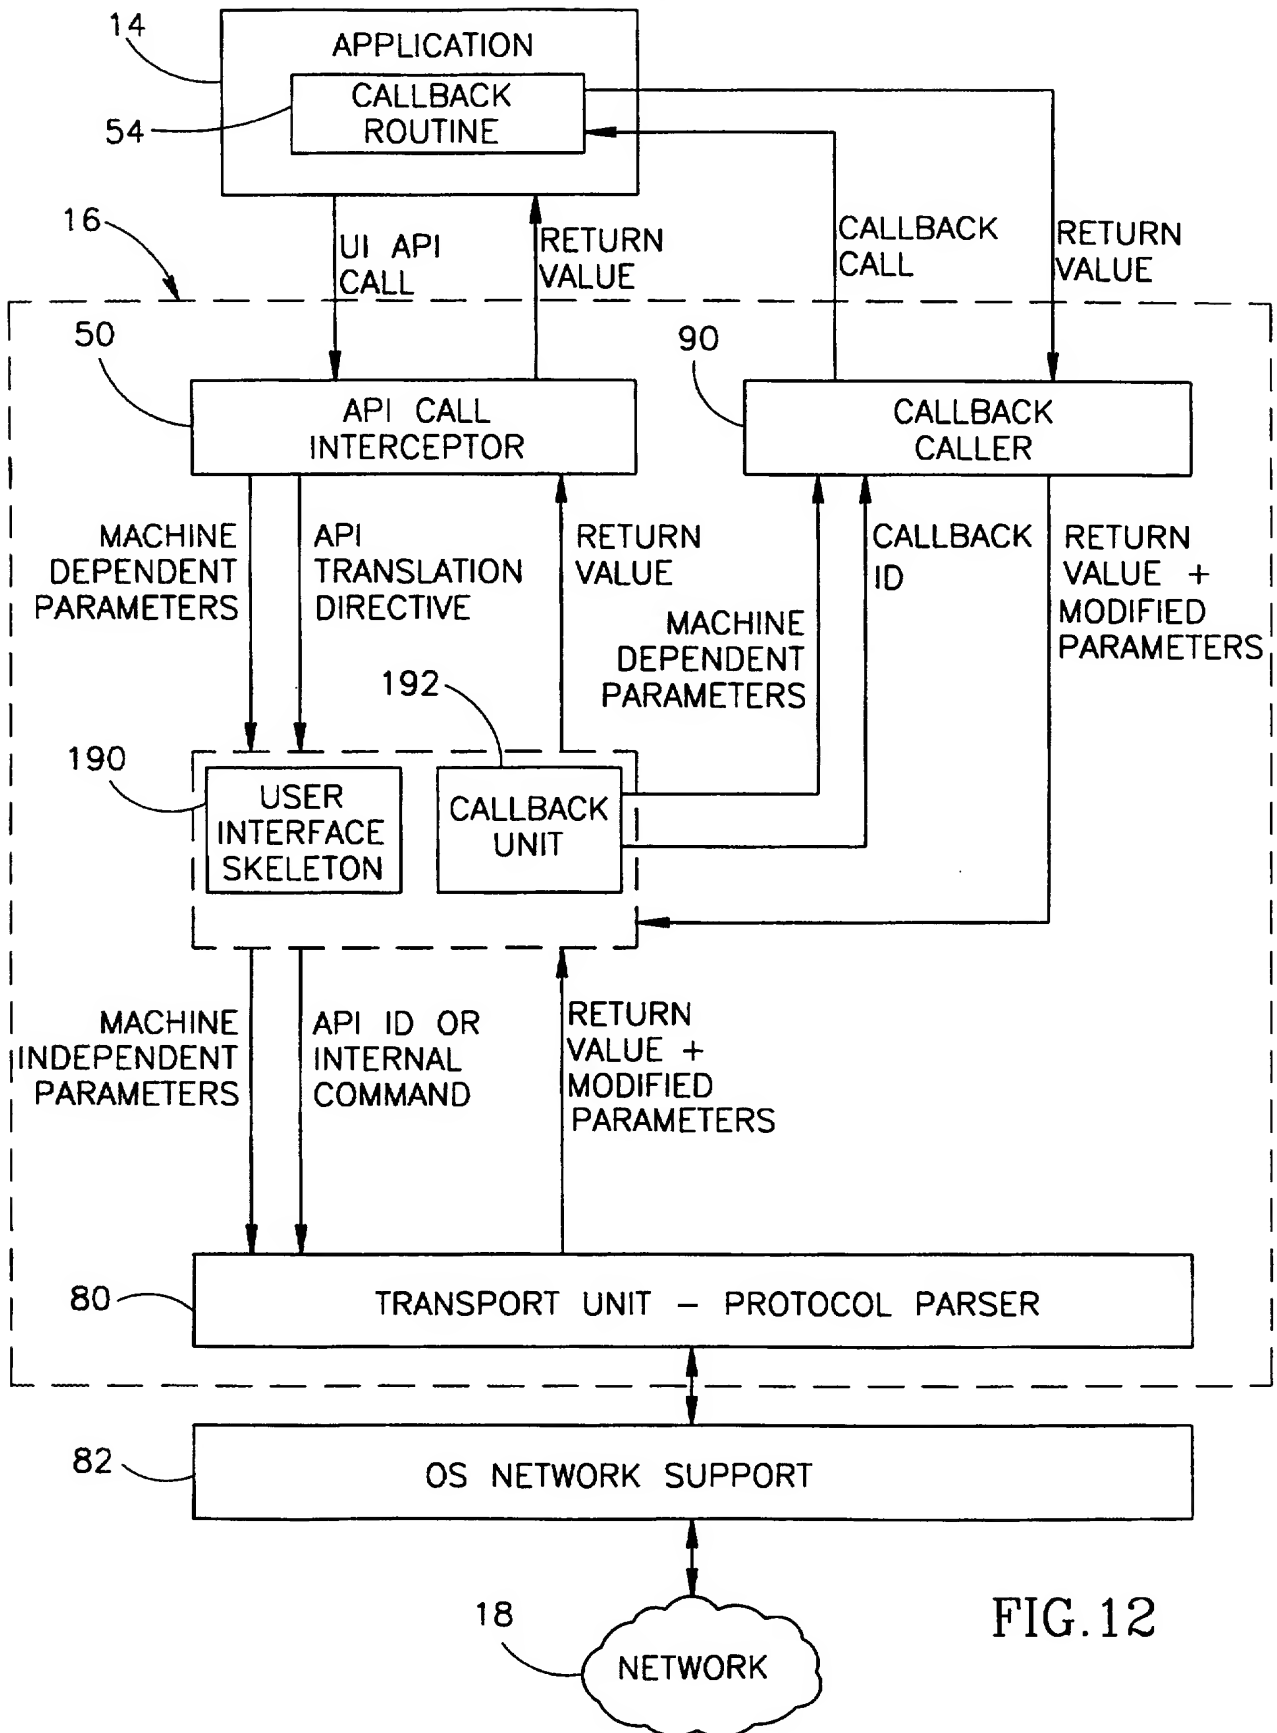 14
APPLICATION
CALLBACK
ROUTINE
54
16
UI API
CALL
RETURN
VALUE
CALLBACK
CALL
RETURN
VALUE
50
90
API CALL
INTERCEPTOR
CALLBACK
CALLER
MACHINE
DEPENDENT
PARAMETERS
API
TRANSLATION
DIRECTIVE
RETURN
VALUE
CALLBACK
ID
RETURN
VALUE +
MODIFIED
PARAMETERS
MACHINE
DEPENDENT
PARAMETERS
192
190
USER
INTERFACE
SKELETON
CALLBACK
UNIT
MACHINE
INDEPENDENT
PARAMETERS
API ID OR
INTERNAL
COMMAND
RETURN
VALUE +
MODIFIED
PARAMETERS
80
TRANSPORT UNIT – PROTOCOL PARSER
82
OS NETWORK SUPPORT
18
NETWORK
FIG.12